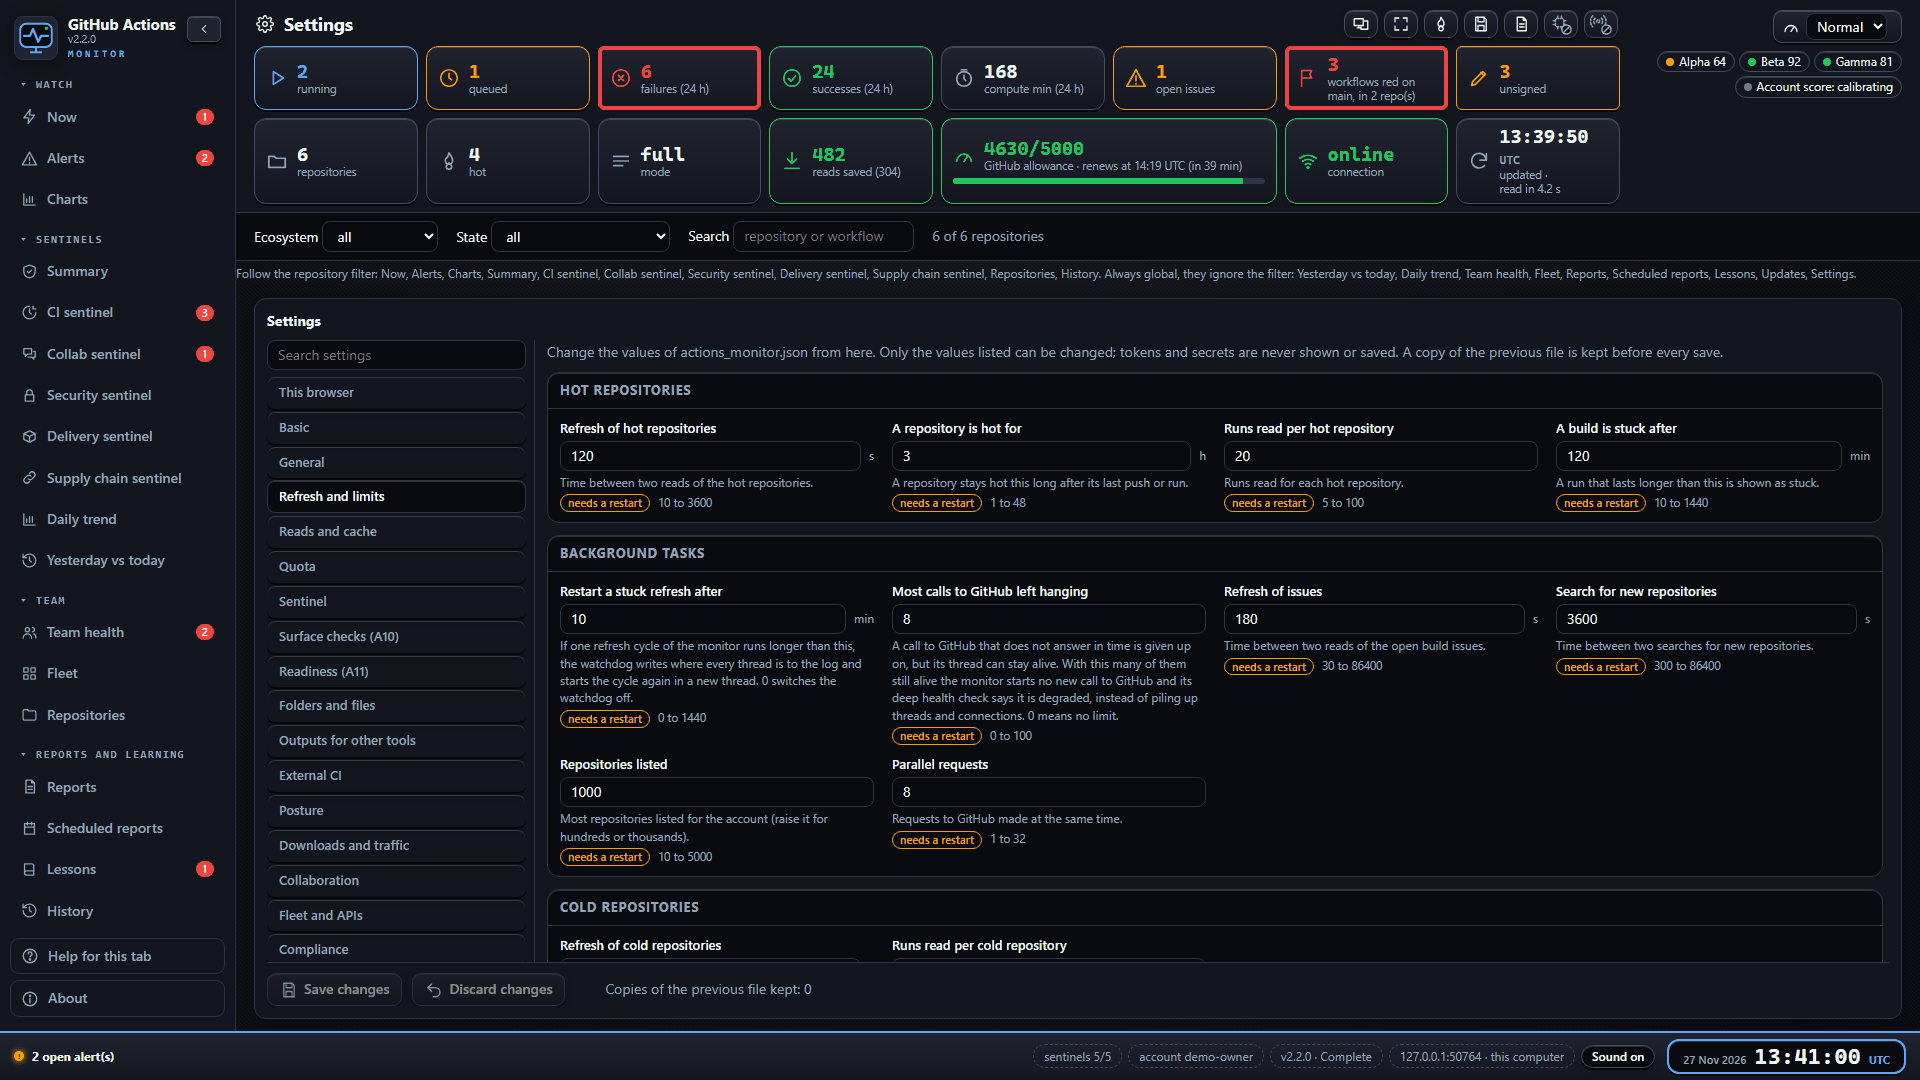 GitHub Actions
v2.2.0
MONITOR
WATCH
Now 1
Alerts 2
Charts
SENTINELS
Summary
CI sentinel 3
Collab sentinel 1
Security sentinel
Delivery sentinel
Supply chain sentinel
Daily trend
Yesterday vs today
TEAM
Team health 2
Fleet
Repositories
REPORTS AND LEARNING
Reports
Scheduled reports
Lessons 1
History
Help for this tab
About
Settings
Normal
Alpha 64 Beta 92 Gamma 81
Account score: calibrating
2
running
1
queued
6
failures (24 h)
24
successes (24 h)
168
compute min (24 h)
1
open issues
3
workflows red on
main, in 2 repo(s)
3
unsigned
6
repositories
4
hot
full
mode
482
reads saved (304)
4630/5000
GitHub allowance · renews at 14:19 UTC (in 39 min)
online
connection
13:39:50
UTC
updated ·
read in 4.2 s
Ecosystem all State all Search repository or workflow 6 of 6 repositories
Follow the repository filter: Now, Alerts, Charts, Summary, CI sentinel, Collab sentinel, Security sentinel, Delivery sentinel, Supply chain sentinel, Repositories, History. Always global, they ignore the filter: Yesterday vs today, Daily trend, Team health, Fleet, Reports, Scheduled reports, Lessons, Updates, Settings.
Settings
Search settings
This browser
Basic
General
Refresh and limits
Reads and cache
Quota
Sentinel
Surface checks (A10)
Readiness (A11)
Folders and files
Outputs for other tools
External CI
Posture
Downloads and traffic
Collaboration
Fleet and APIs
Compliance
Change the values of actions_monitor.json from here. Only the values listed can be changed; tokens and secrets are never shown or saved. A copy of the previous file is kept before every save.
HOT REPOSITORIES
Refresh of hot repositories
120 s
Time between two reads of the hot repositories.
needs a restart 10 to 3600
A repository is hot for
3 h
A repository stays hot this long after its last push or run.
needs a restart 1 to 48
Runs read per hot repository
20
Runs read for each hot repository.
needs a restart 5 to 100
A build is stuck after
120 min
A run that lasts longer than this is shown as stuck.
needs a restart 10 to 1440
BACKGROUND TASKS
Restart a stuck refresh after
10 min
If one refresh cycle of the monitor runs longer than this,
the watchdog writes where every thread is to the log and
starts the cycle again in a new thread. 0 switches the
watchdog off.
needs a restart 0 to 1440
Most calls to GitHub left hanging
8
A call to GitHub that does not answer in time is given up
on, but its thread can stay alive. With this many of them
still alive the monitor starts no new call to GitHub and its
deep health check says it is degraded, instead of piling up
threads and connections. 0 means no limit.
needs a restart 0 to 100
Refresh of issues
180 s
Time between two reads of the open build issues.
needs a restart 30 to 86400
Search for new repositories
3600 s
Time between two searches for new repositories.
needs a restart 300 to 86400
Repositories listed
1000
Most repositories listed for the account (raise it for
hundreds or thousands).
needs a restart 10 to 5000
Parallel requests
8
Requests to GitHub made at the same time.
needs a restart 1 to 32
COLD REPOSITORIES
Refresh of cold repositories
Runs read per cold repository
Save changes Discard changes Copies of the previous file kept: 0
2 open alert(s)
sentinels 5/5 account demo-owner v2.2.0 · Complete 127.0.0.1:50764 · this computer Sound on 27 Nov 2026 13:41:00 UTC